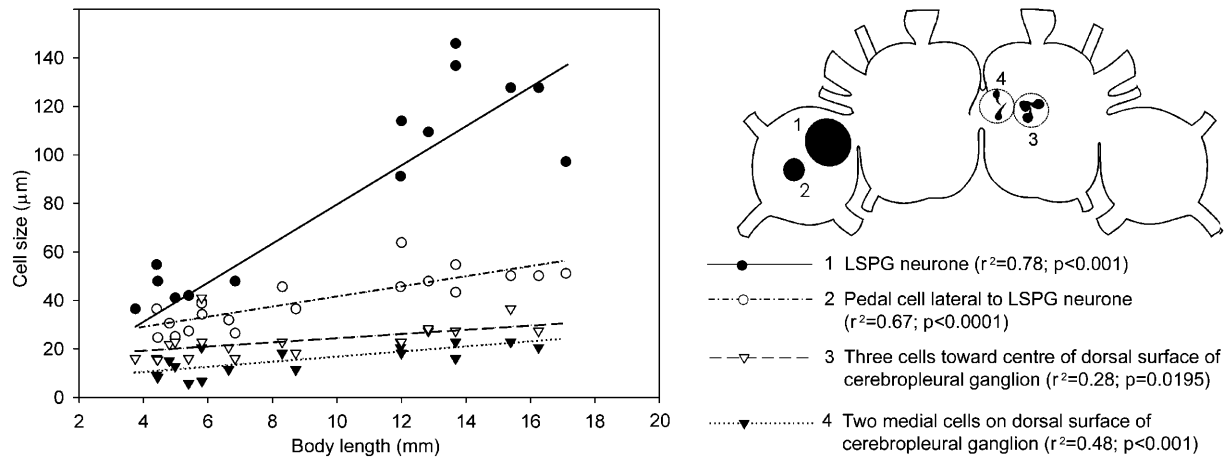 140
120
100
80
60
40
20
0
Cell size (μm)
2 4 6 8 10 12 14 16 18 20
Body length (mm)
1
2
4
3
1 LSPG neurone (r²=0.78; p<0.001)
2 Pedal cell lateral to LSPG neurone
(r²=0.67; p<0.0001)
3 Three cells toward centre of dorsal surface of
cerebropleural ganglion (r²=0.28; p=0.0195)
4 Two medial cells on dorsal surface of
cerebropleural ganglion (r²=0.48; p<0.001)